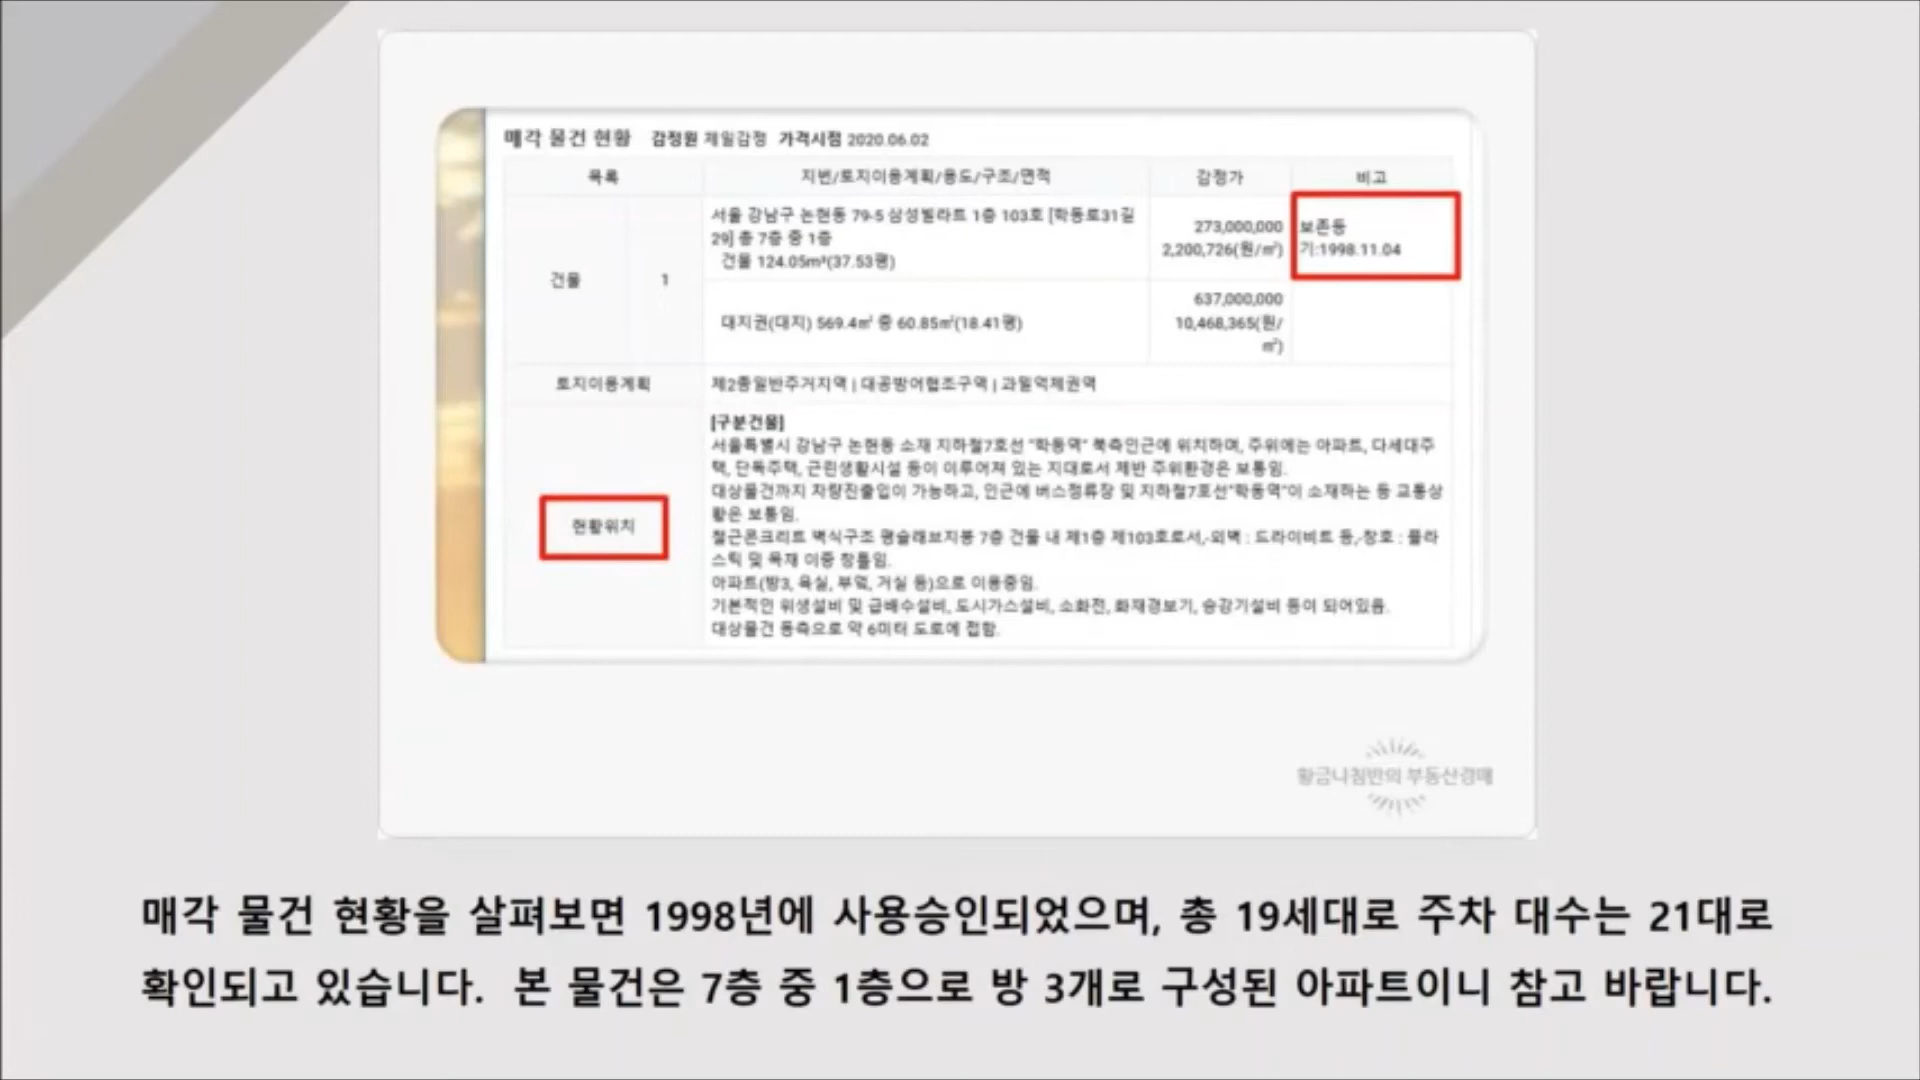 매각 물건 현황 감정원 제일감정 가격시점 2020.06.02
목록 지번/토지이용계획/용도/구조/면적 감정가 비고
건물 1
서울 강남구 논현동 79-5 삼성빌라트 1층 103호 [학동로31길
29] 총 7층 중 1층
건물 124.05m²(37.53평)
273,000,000
2,200,726(원/㎡)
보존등
기:1998.11.04
대지권(대지) 569.4㎡ 중 60.85㎡(18.41평)
637,000,000
10,468,365(원/
㎡)
토지이용계획 제2종일반주거지역 | 대공방어협조구역 | 과밀억제권역
현황위치
[구분건물]
서울특별시 강남구 논현동 소재 지하철7호선 "학동역" 북측인근에 위치하며, 주위에는 아파트, 다세대주
택, 단독주택, 근린생활시설 등이 이루어져 있는 지대로서 제반 주위환경은 보통임.
대상물건까지 차량진출입이 가능하고, 인근에 버스정류장 및 지하철7호선"학동역"이 소재하는 등 교통상
황은 보통임.
철근콘크리트 벽식구조 평슬래브지붕 7층 건물 내 제1층 제103호로서,-외벽 : 드라이비트 등,-창호 : 플라
스틱 및 목재 이중 창틀임.
아파트(방3, 욕실, 부엌, 거실 등)으로 이용중임.
기본적인 위생설비 및 급배수설비, 도시가스설비, 소화전, 화재경보기, 승강기설비 등이 되어있음.
대상물건 동측으로 약 6미터 도로에 접함.
황금나침반의 부동산경매
매각 물건 현황을 살펴보면 1998년에 사용승인되었으며, 총 19세대로 주차 대수는 21대로
확인되고 있습니다. 본 물건은 7층 중 1층으로 방 3개로 구성된 아파트이니 참고 바랍니다.